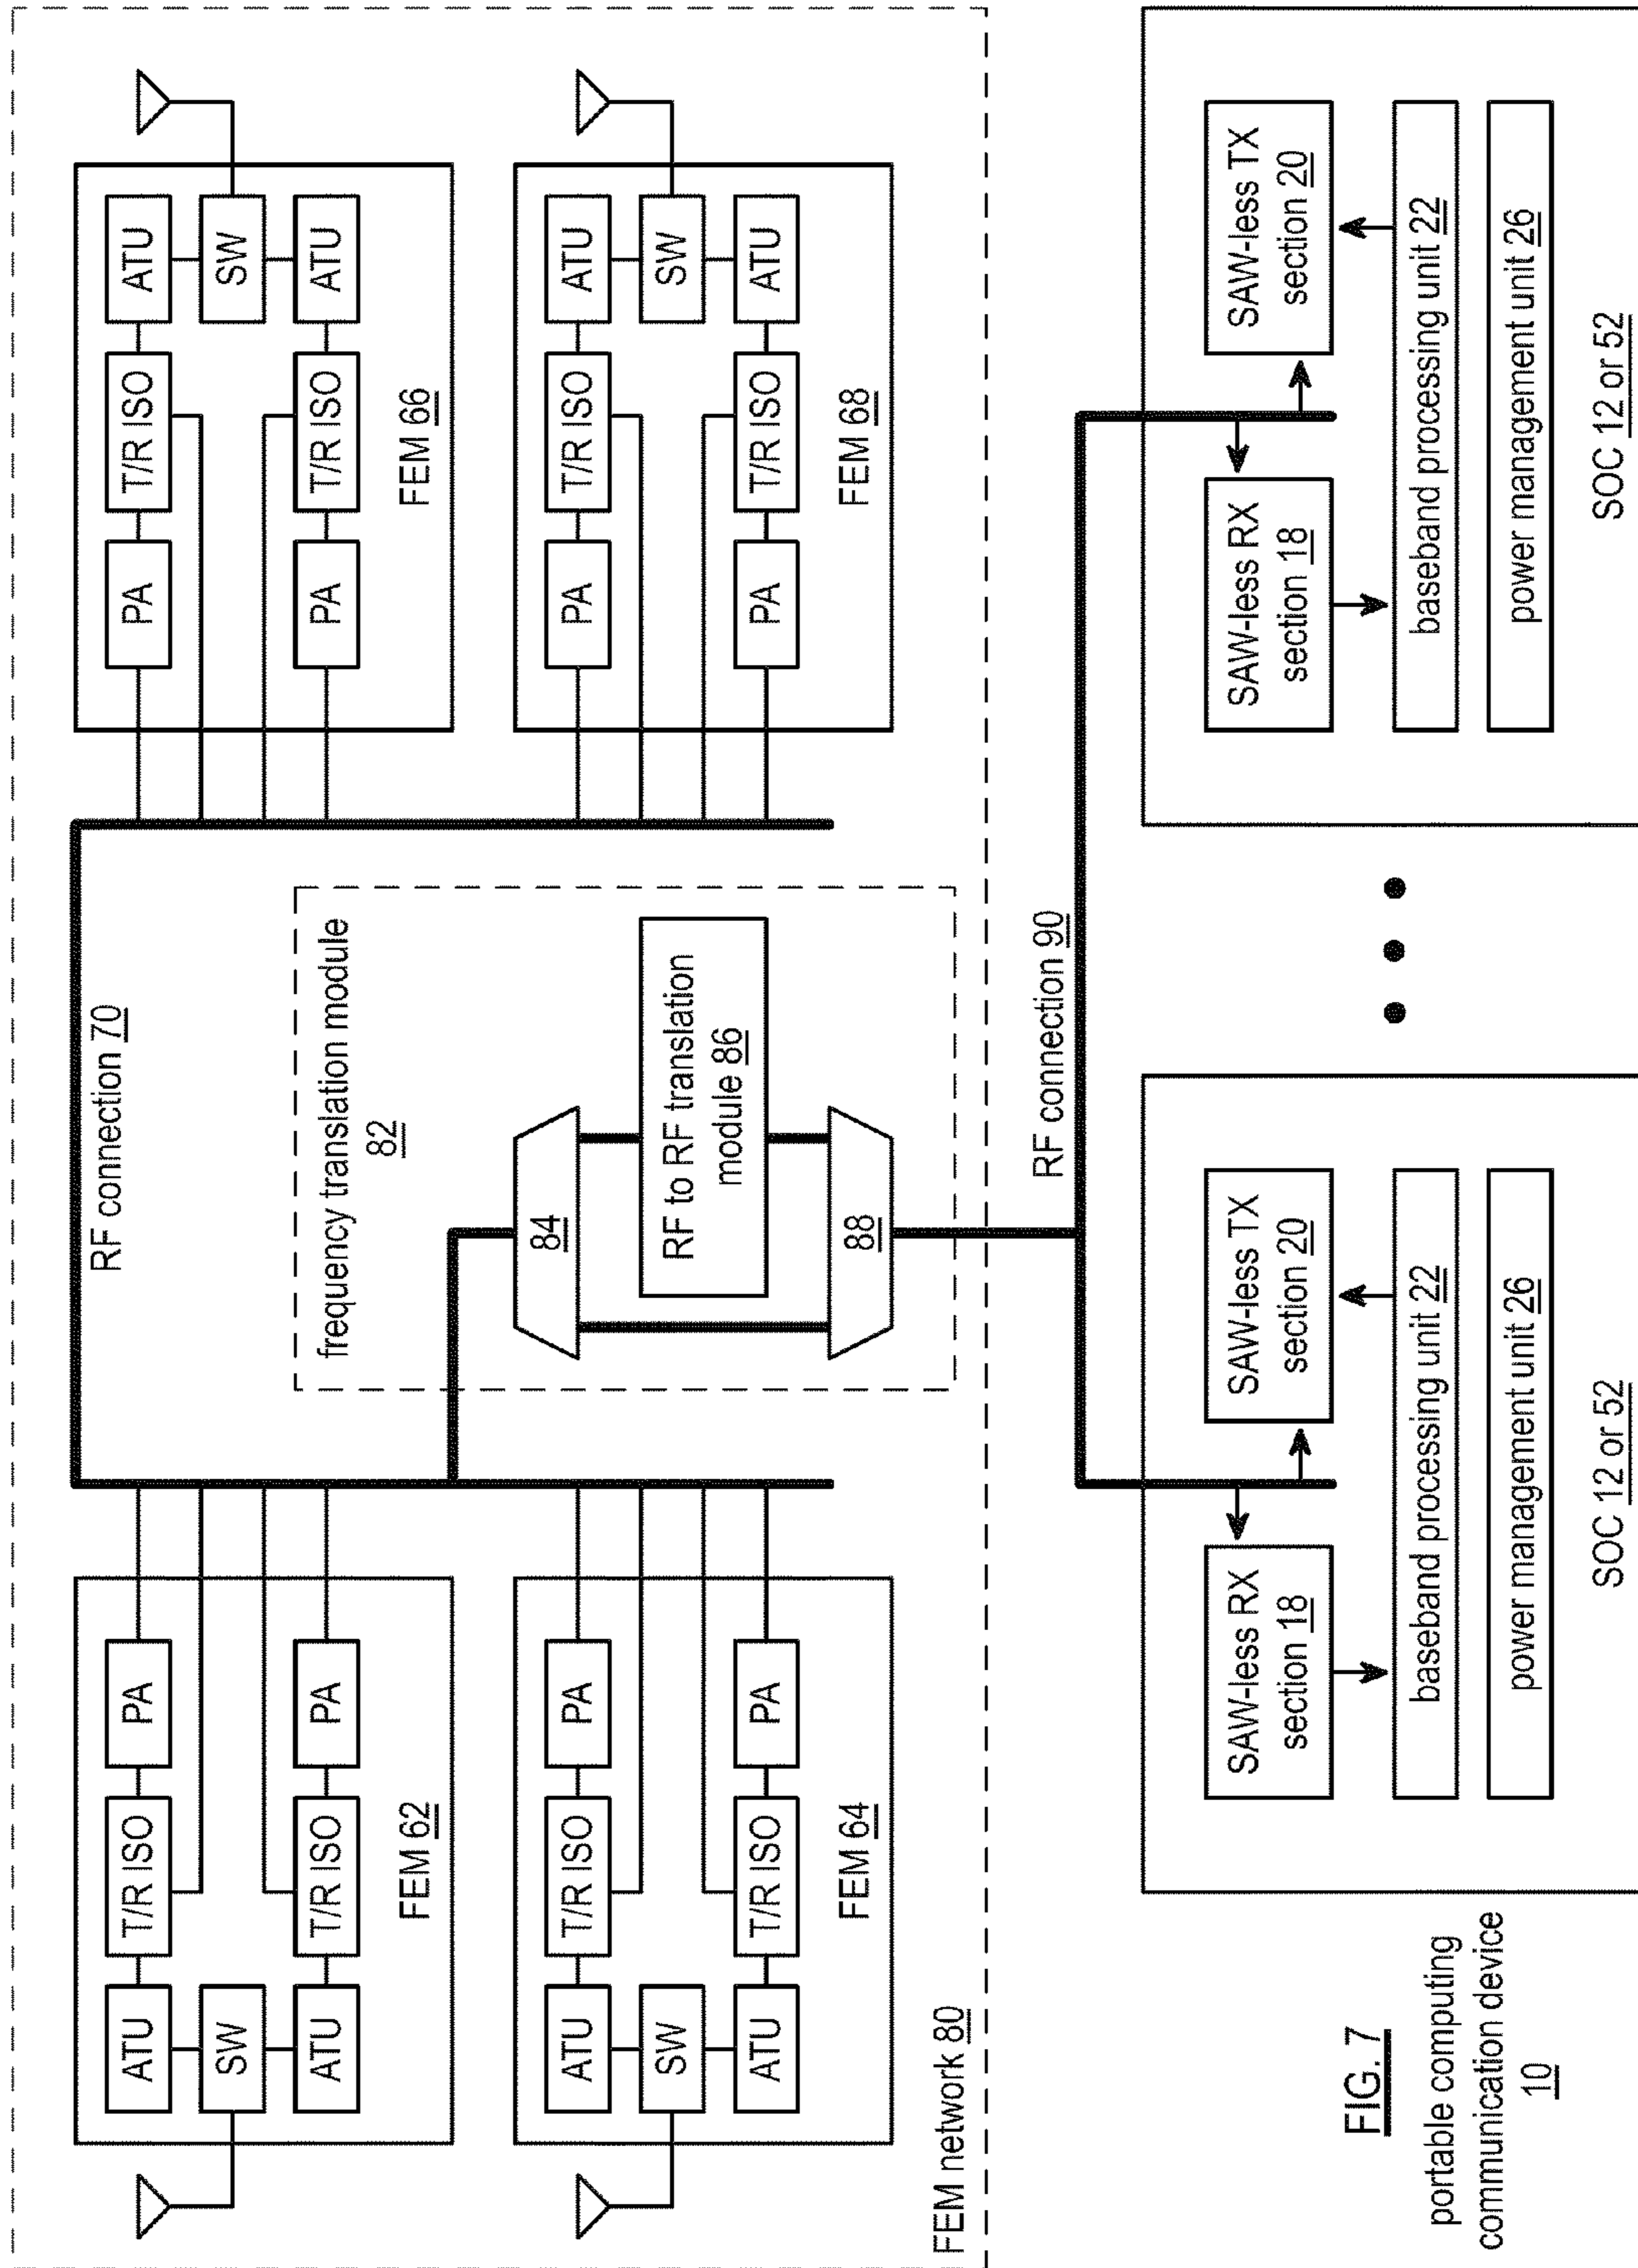 RF connection 70
ATU
T/R ISO
PA
SW
ATU
T/R ISO
PA
FEM 62
PA
T/R ISO
ATU
SW
PA
T/R ISO
ATU
FEM 66
frequency translation module
82
84
RF to RF translation
module 86
88
ATU
T/R ISO
PA
SW
ATU
T/R ISO
PA
FEM 64
PA
T/R ISO
ATU
SW
PA
T/R ISO
ATU
FEM 68
FEM network 80
RF connection 90
SAW-less RX
section 18
SAW-less TX
section 20
baseband processing unit 22
power management unit 26
SOC 12 or 52
SAW-less RX
section 18
SAW-less TX
section 20
baseband processing unit 22
power management unit 26
SOC 12 or 52
FIG. 7
portable computing
communication device
10